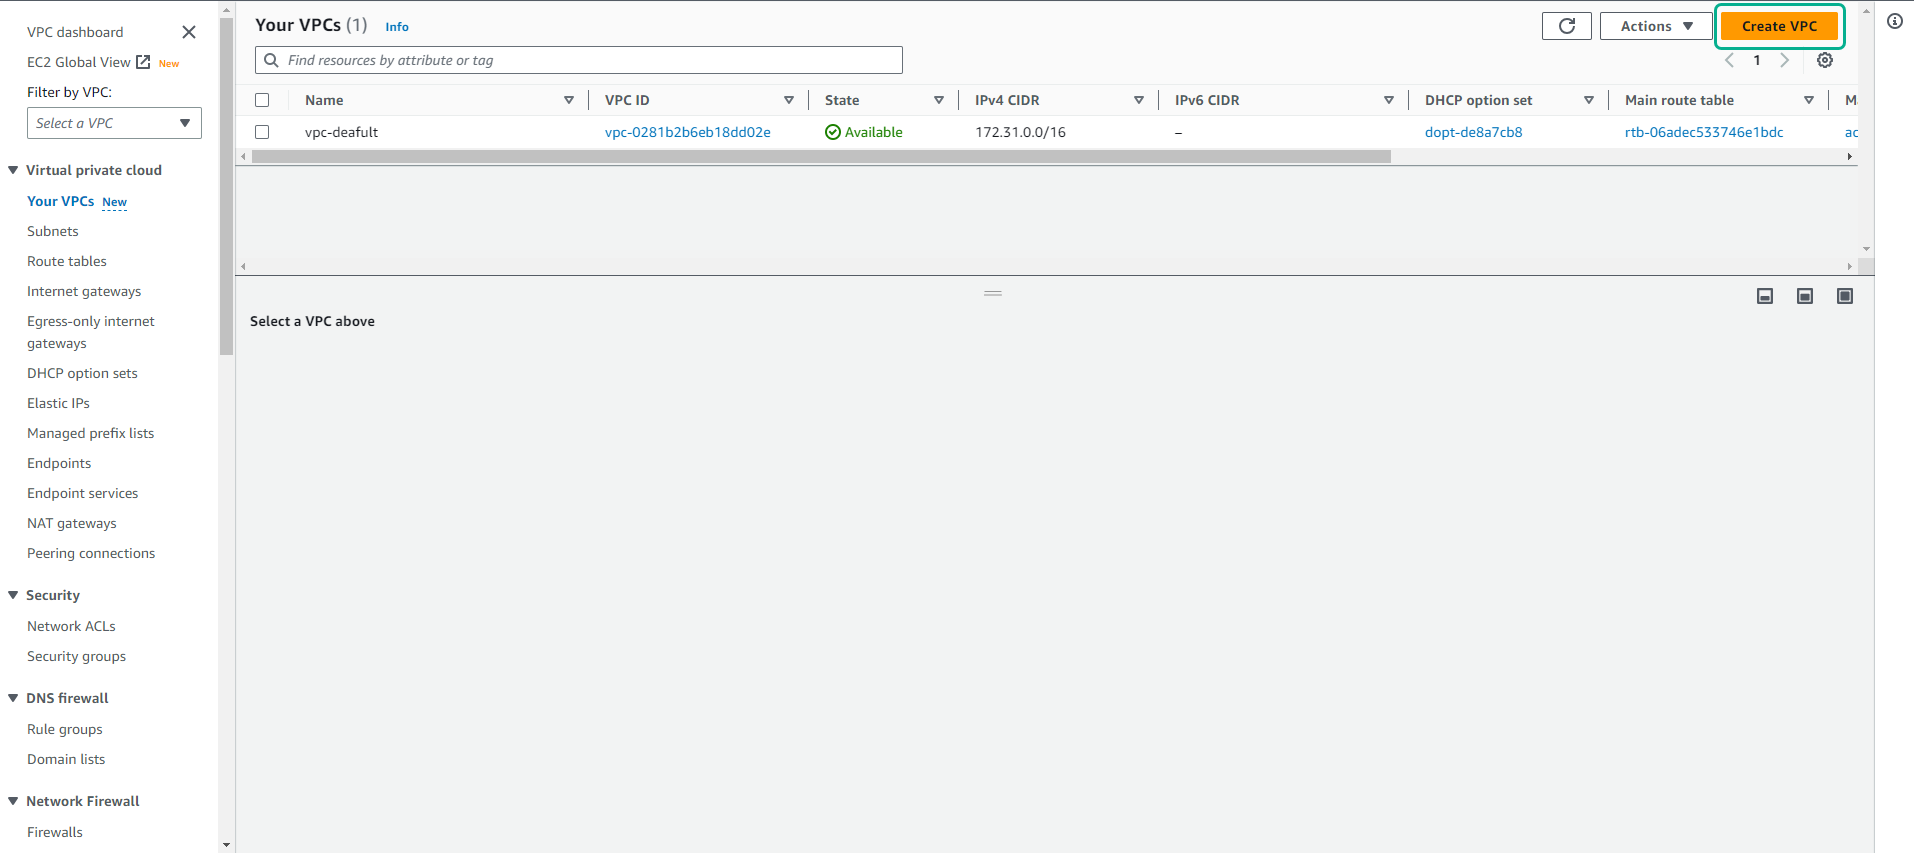 VPC dashboard
EC2 Global View New
Filter by VPC:
Select a VPC
Virtual private cloud
Your VPCs New
Subnets
Route tables
Internet gateways
Egress-only internet
gateways
DHCP option sets
Elastic IPs
Managed prefix lists
Endpoints
Endpoint services
NAT gateways
Peering connections
Security
Network ACLs
Security groups
DNS firewall
Rule groups
Domain lists
Network Firewall
Firewalls
Your VPCs (1) Info
Actions
Create VPC
Find resources by attribute or tag
1
Name VPC ID State IPv4 CIDR IPv6 CIDR DHCP option set Main route table
vpc-deafult vpc-0281b2b6eb18dd02e Available 172.31.0.0/16 – dopt-de8a7cb8 rtb-06adec533746e1bdc ac
Select a VPC above